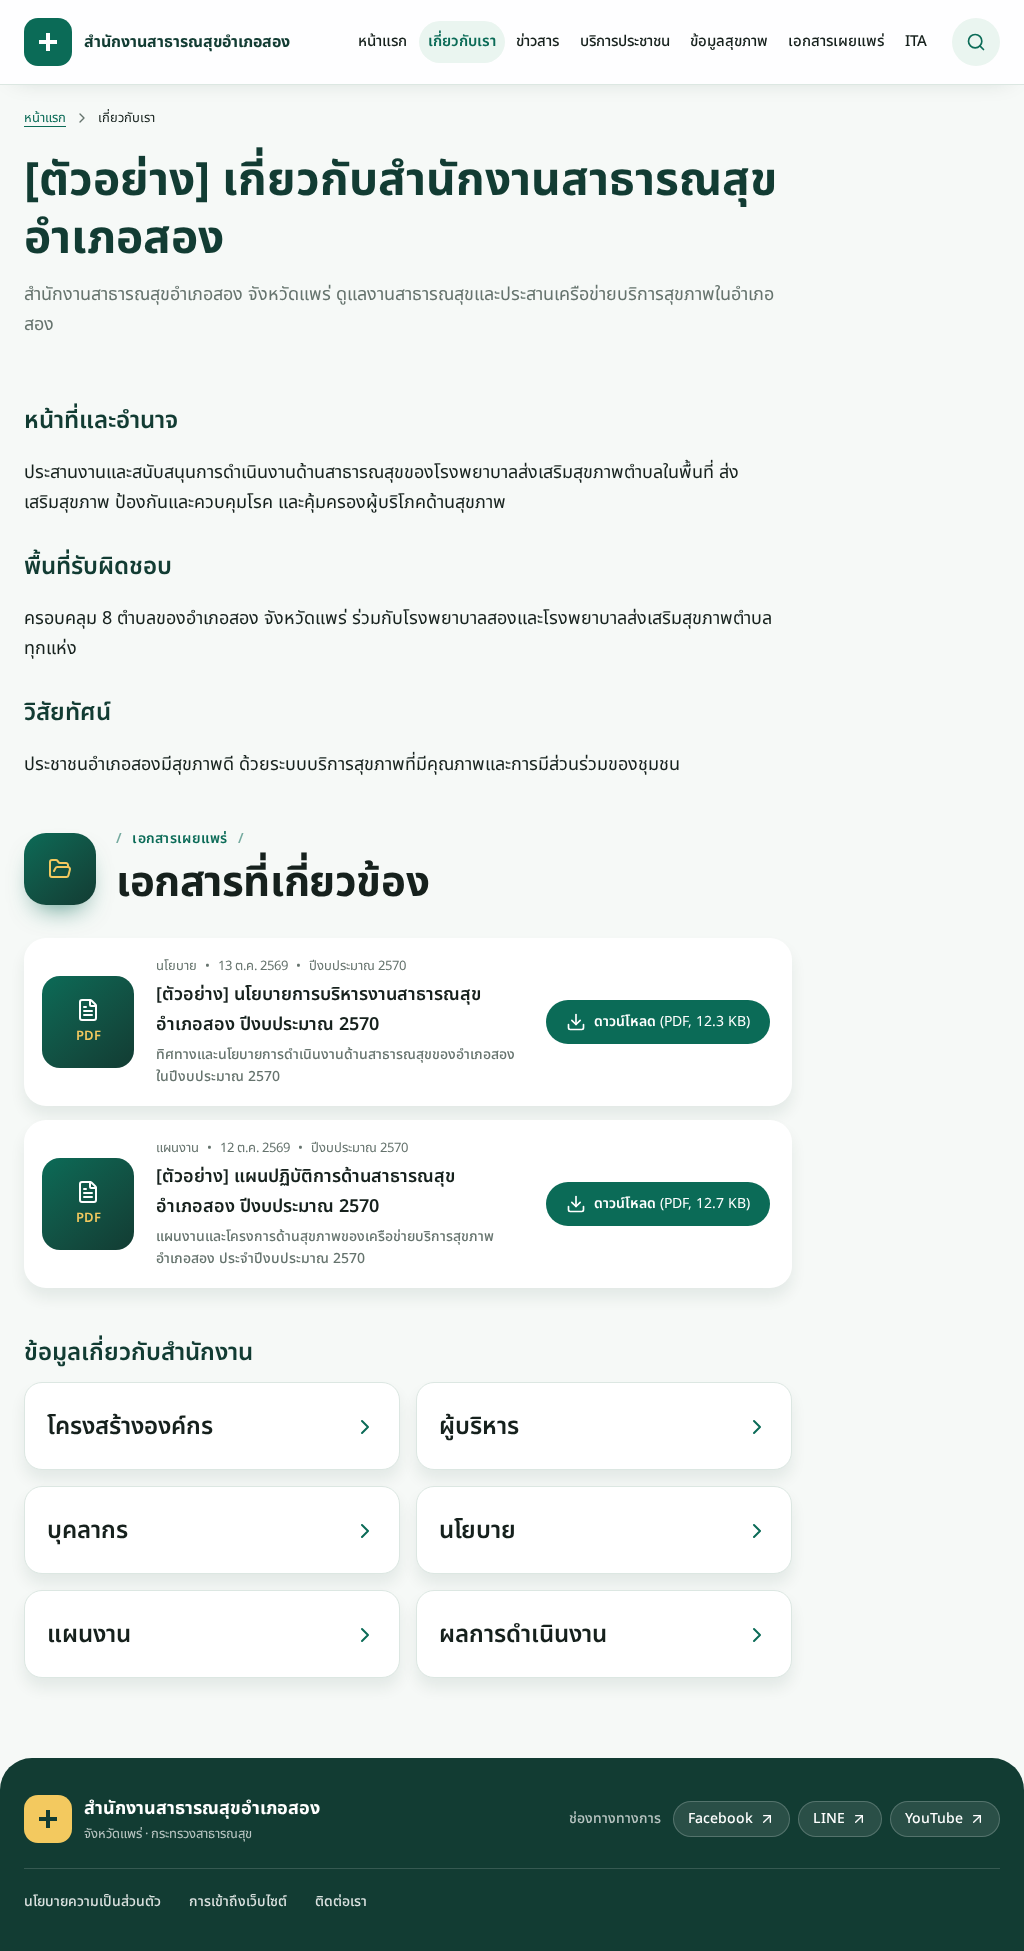 สำนักงานสาธารณสุขอำเภอสอง
หน้าแรก เกี่ยวกับเรา ข่าวสาร บริการประชาชน ข้อมูลสุขภาพ เอกสารเผยแพร่ ITA
หน้าแรก เกี่ยวกับเรา
[ตัวอย่าง] เกี่ยวกับสำนักงานสาธารณสุข
อำเภอสอง
สำนักงานสาธารณสุขอำเภอสอง จังหวัดแพร่ ดูแลงานสาธารณสุขและประสานเครือข่ายบริการสุขภาพในอำเภอ
สอง
หน้าที่และอำนาจ
ประสานงานและสนับสนุนการดำเนินงานด้านสาธารณสุขของโรงพยาบาลส่งเสริมสุขภาพตำบลในพื้นที่ ส่ง
เสริมสุขภาพ ป้องกันและควบคุมโรค และคุ้มครองผู้บริโภคด้านสุขภาพ
พื้นที่รับผิดชอบ
ครอบคลุม 8 ตำบลของอำเภอสอง จังหวัดแพร่ ร่วมกับโรงพยาบาลสองและโรงพยาบาลส่งเสริมสุขภาพตำบล
ทุกแห่ง
วิสัยทัศน์
ประชาชนอำเภอสองมีสุขภาพดี ด้วยระบบบริการสุขภาพที่มีคุณภาพและการมีส่วนร่วมของชุมชน
/ เอกสารเผยแพร่ /
เอกสารที่เกี่ยวข้อง
PDF
นโยบาย • 13 ต.ค. 2569 • ปีงบประมาณ 2570
[ตัวอย่าง] นโยบายการบริหารงานสาธารณสุข
อำเภอสอง ปีงบประมาณ 2570
ทิศทางและนโยบายการดำเนินงานด้านสาธารณสุขของอำเภอสอง
ในปีงบประมาณ 2570
ดาวน์โหลด (PDF, 12.3 KB)
PDF
แผนงาน • 12 ต.ค. 2569 • ปีงบประมาณ 2570
[ตัวอย่าง] แผนปฏิบัติการด้านสาธารณสุข
อำเภอสอง ปีงบประมาณ 2570
แผนงานและโครงการด้านสุขภาพของเครือข่ายบริการสุขภาพ
อำเภอสอง ประจำปีงบประมาณ 2570
ดาวน์โหลด (PDF, 12.7 KB)
ข้อมูลเกี่ยวกับสำนักงาน
โครงสร้างองค์กร
ผู้บริหาร
บุคลากร
นโยบาย
แผนงาน
ผลการดำเนินงาน
สำนักงานสาธารณสุขอำเภอสอง
จังหวัดแพร่ · กระทรวงสาธารณสุข
ช่องทางทางการ Facebook LINE YouTube
นโยบายความเป็นส่วนตัว การเข้าถึงเว็บไซต์ ติดต่อเรา